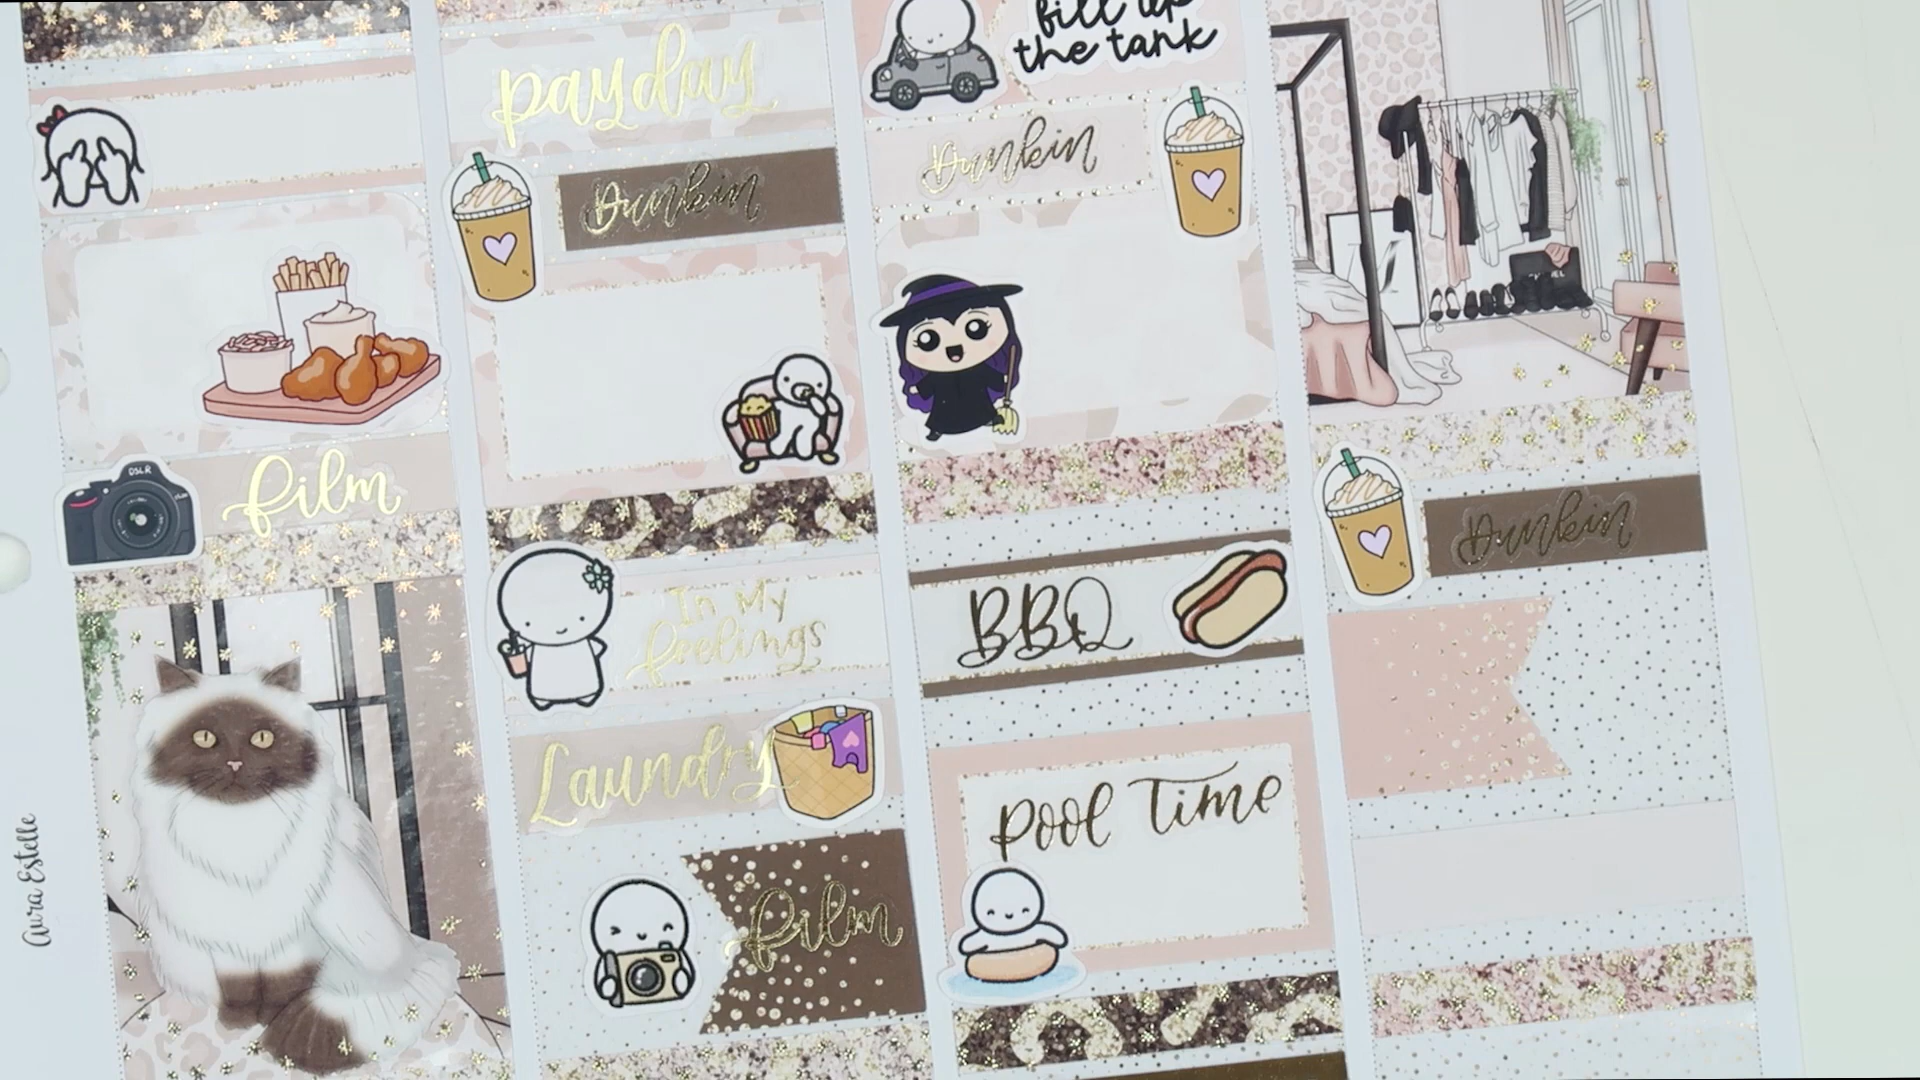 payday
Dunkin
fill up
the tank
Dunkin
DSLR
film
In My
feelings
Laundry
film
BBQ
Pool Time
Dunkin
Aura Estelle